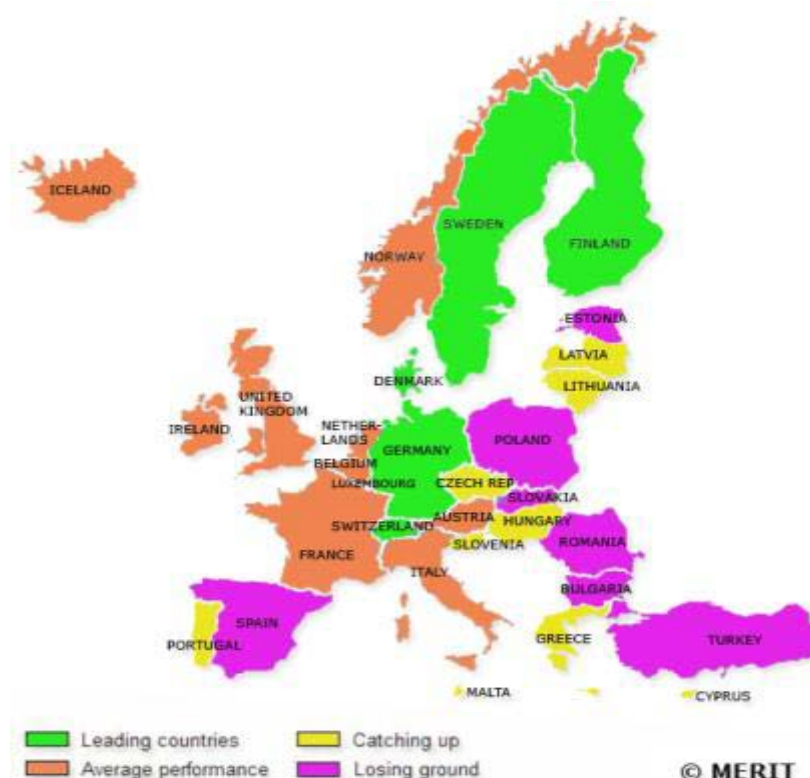 ICELAND
SWEDEN
FINLAND
NORWAY
ESTONIA
LATVIA
LITHUANIA
DENMARK
UNITED
KINGDOM
IRELAND
NETHER-
LANDS
BELGIUM
LUXEMBOURG
GERMANY
POLAND
CZECH REP
SLOVAKIA
AUSTRIA
HUNGARY
SWITZERLAND
SLOVENIA
ROMANIA
FRANCE
ITALY
BULGARIA
SPAIN
PORTUGAL
GREECE
TURKEY
MALTA
CYPRUS
Leading countries
Catching up
Average performance
Losing ground
© MERIT